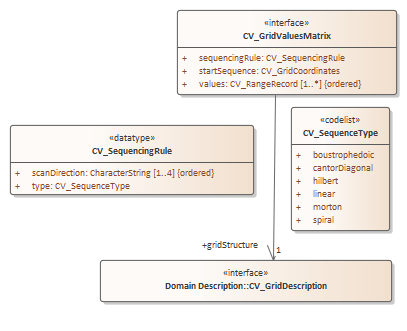 «interface»
CV_GridValuesMatrix
+ sequencingRule: CV_SequencingRule
+ startSequence: CV_GridCoordinates
+ values: CV_RangeRecord [1..*] {ordered}
«codelist»
CV_SequenceType
+ boustrophedoic
+ cantorDiagonal
+ hilbert
+ linear
+ morton
+ spiral
«datatype»
CV_SequencingRule
+ scanDirection: CharacterString [1..4] {ordered}
+ type: CV_SequenceType
+gridStructure
1
«interface»
Domain Description::CV_GridDescription